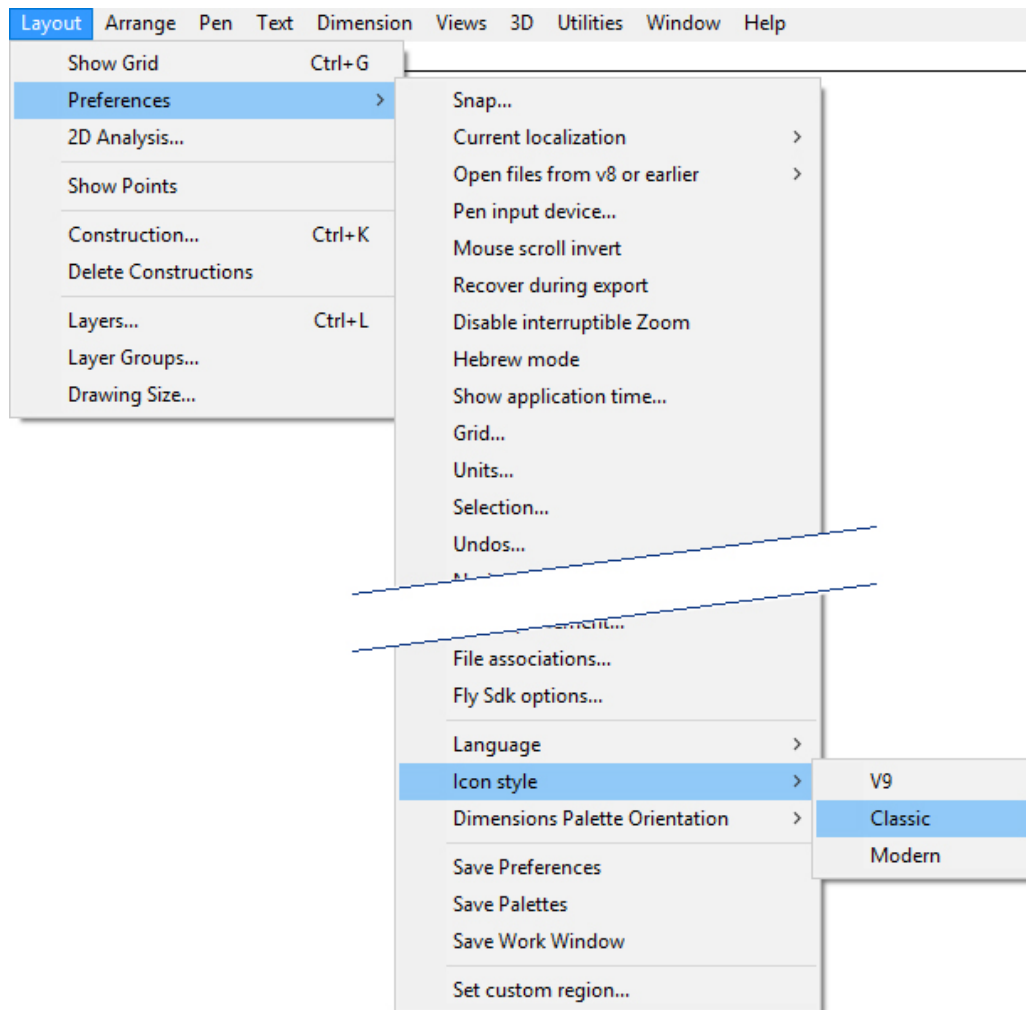 Layout Arrange Pen Text Dimension Views 3D Utilities Window Help
Show Grid Ctrl+G
Preferences
2D Analysis...
Show Points
Construction... Ctrl+K
Delete Constructions
Layers... Ctrl+L
Layer Groups...
Drawing Size...
Snap...
Current localization
Open files from v8 or earlier
Pen input device...
Mouse scroll invert
Recover during export
Disable interruptible Zoom
Hebrew mode
Show application time...
Grid...
Units...
Selection...
Undos...
File associations...
Fly Sdk options...
Language
Icon style
Dimensions Palette Orientation
Save Preferences
Save Palettes
Save Work Window
Set custom region...
V9
Classic
Modern